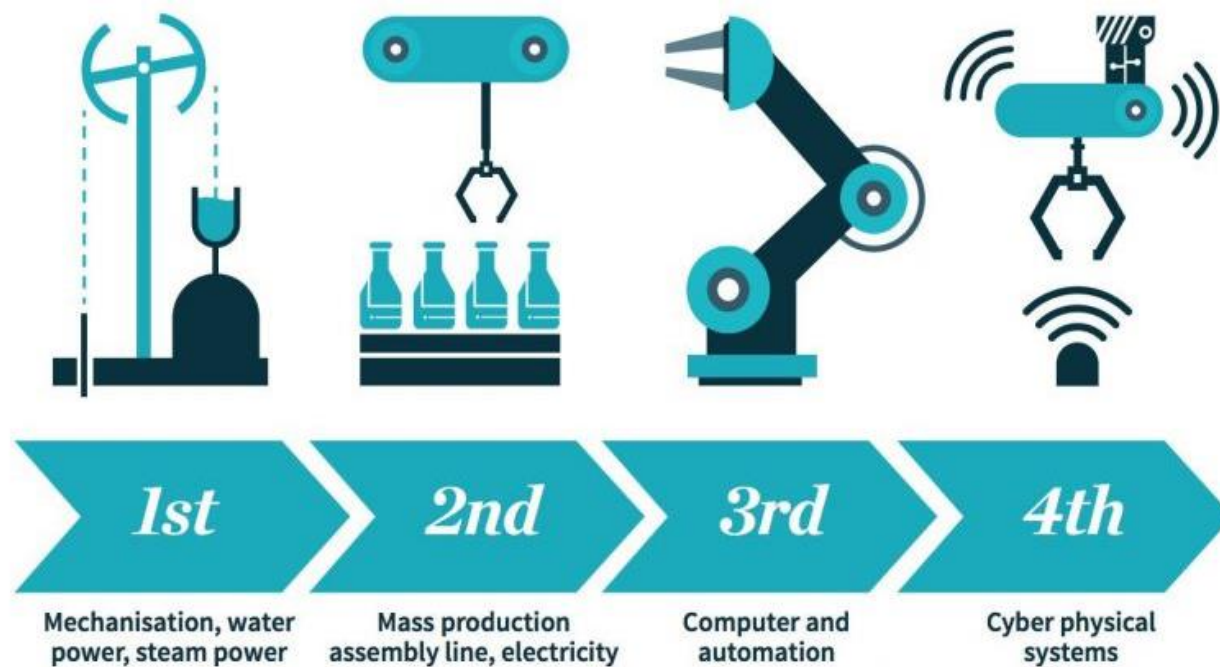 1st
2nd
3rd
4th
Mechanisation, water
power, steam power
Mass production
assembly line, electricity
Computer and
automation
Cyber physical
systems